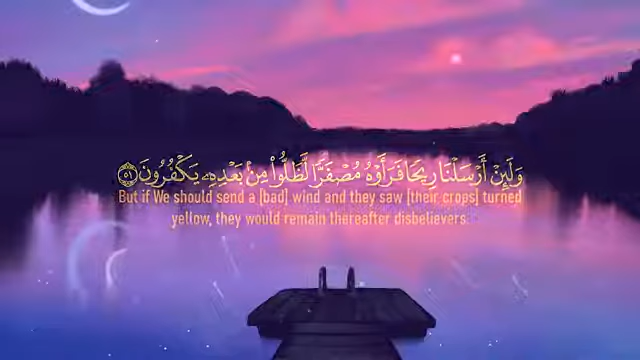 وَلَئِنْ أَرْسَلْنَا رِيحًا فَرَأَوْهُ مُصْفَرًّا لَّظَلُّوا۟ مِنۢ بَعْدِهِۦ يَكْفُرُونَ ٥١
But if We should send a [bad] wind and they saw [their crops] turned
yellow, they would remain thereafter disbelievers.